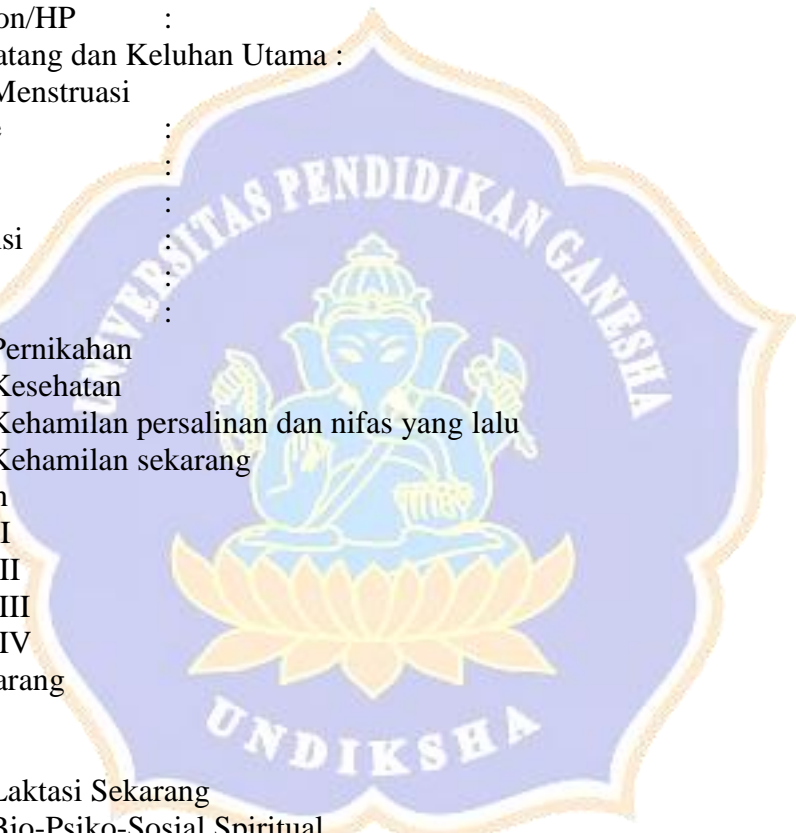 on/HP :
atang dan Keluhan Utama :
Menstruasi
:
:
:
si :
:
:
Pernikahan
Kesehatan
Kehamilan persalinan dan nifas yang lalu
Kehamilan sekarang
n
I
II
III
IV
arang
Laktasi Sekarang
Bio-Psiko-Sosial Spiritual
UNIVERSITAS PENDIDIKAN GANESHA
UNDIKSHA